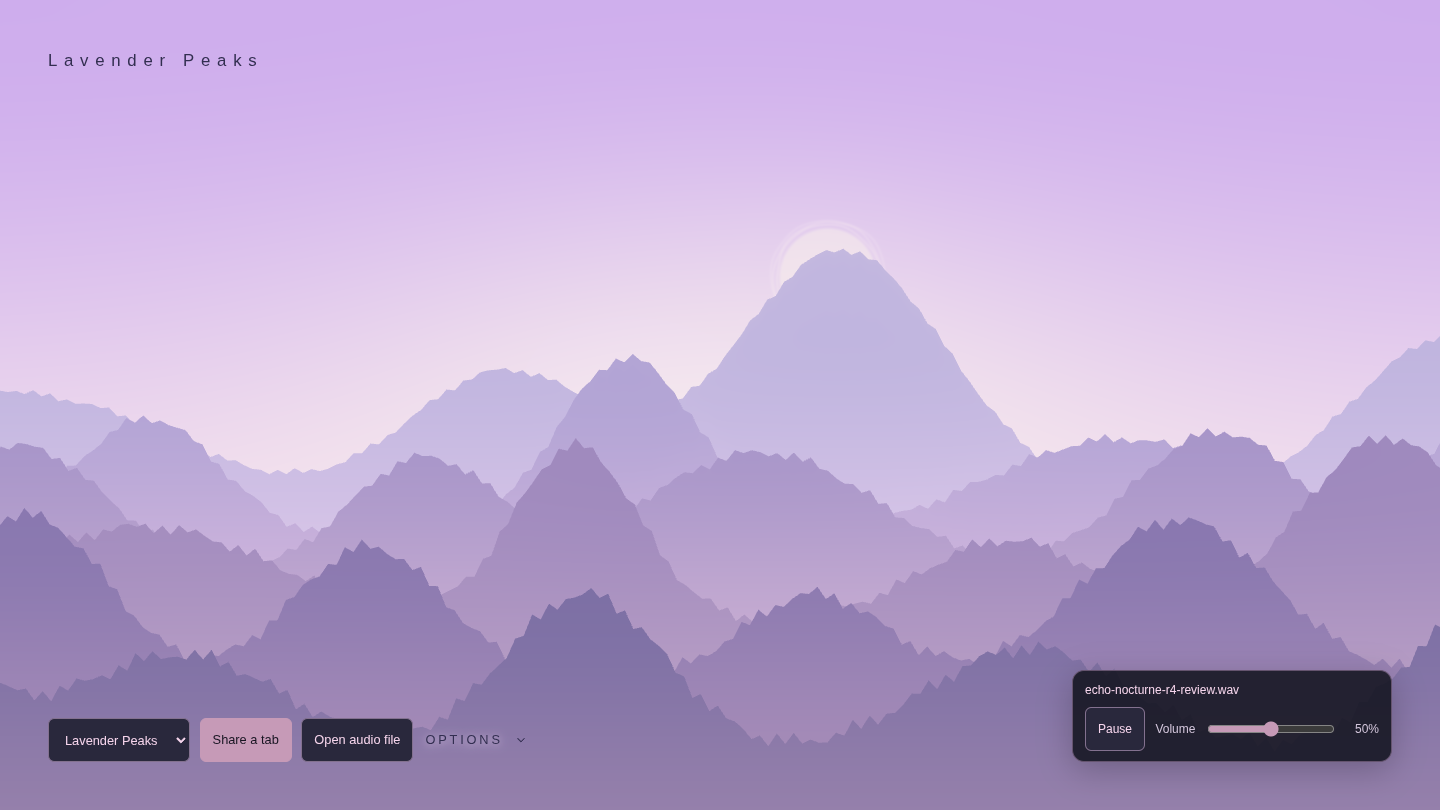 Lavender Peaks
echo-nocturne-r4-review.wav
Pause Volume 50%
Lavender Peaks Share a tab Open audio file OPTIONS